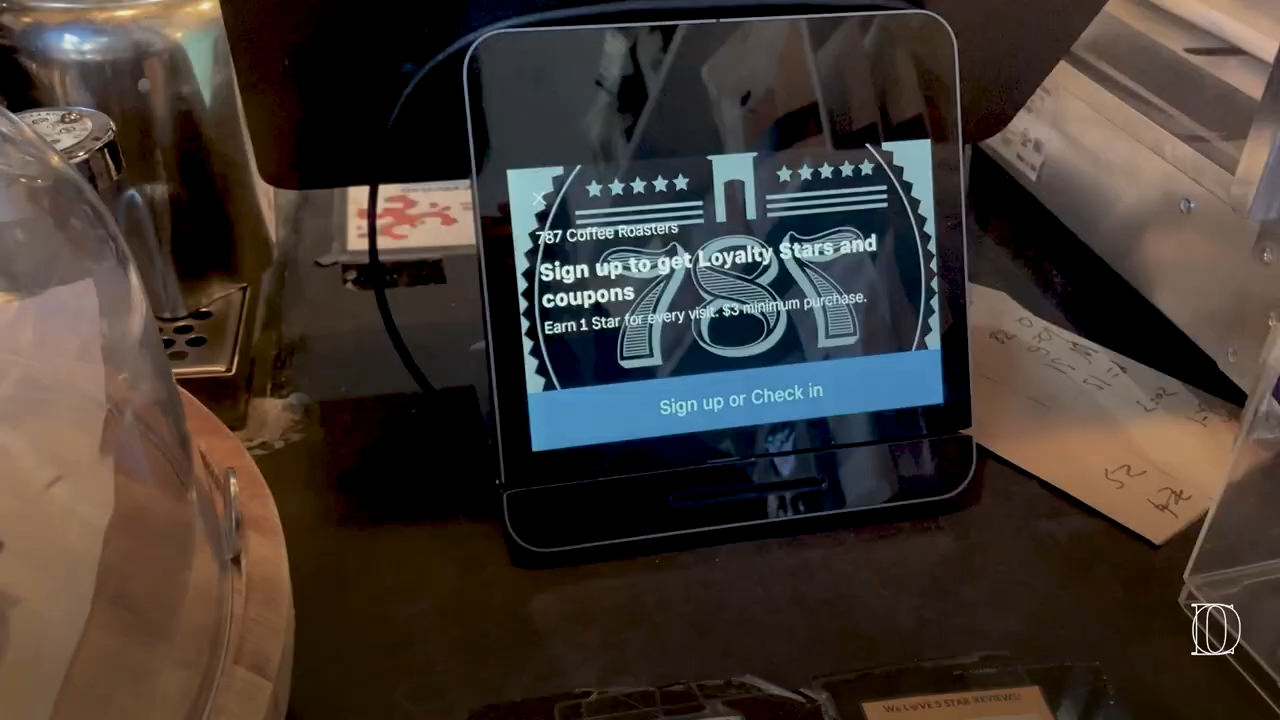 787 Coffee Roasters
787
Sign up to get Loyalty Stars and
coupons
Earn 1 Star for every visit. $3 minimum purchase.
Sign up or Check in
52
WE LOVE 5 STAR REVIEWS!